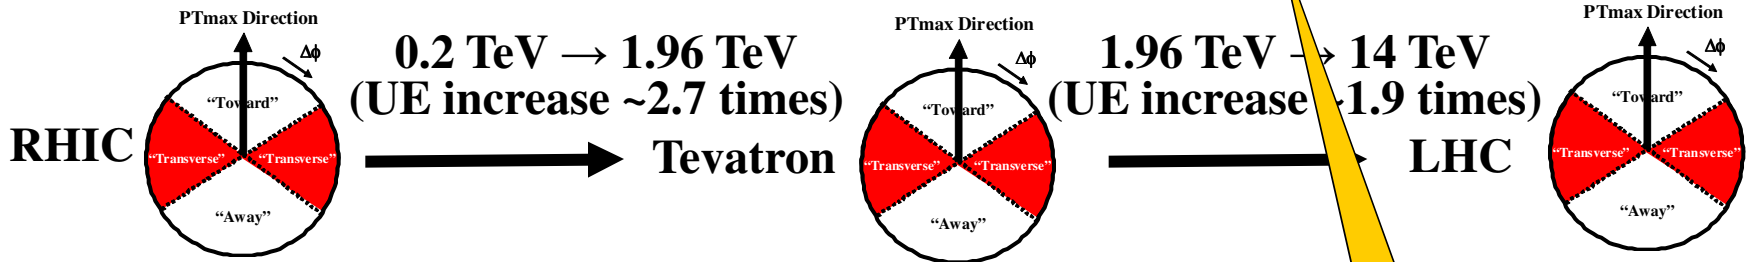 PTmax Direction
Δϕ
“Toward”
“Transverse” “Transverse”
“Away”
RHIC
0.2 TeV → 1.96 TeV
(UE increase ~2.7 times)
Tevatron
PTmax Direction
Δϕ
“Toward”
“Transverse” “Transverse”
“Away”
1.96 TeV → 14 TeV
(UE increase ~1.9 times)
LHC
PTmax Direction
Δϕ
“Toward”
“Transverse” “Transverse”
“Away”